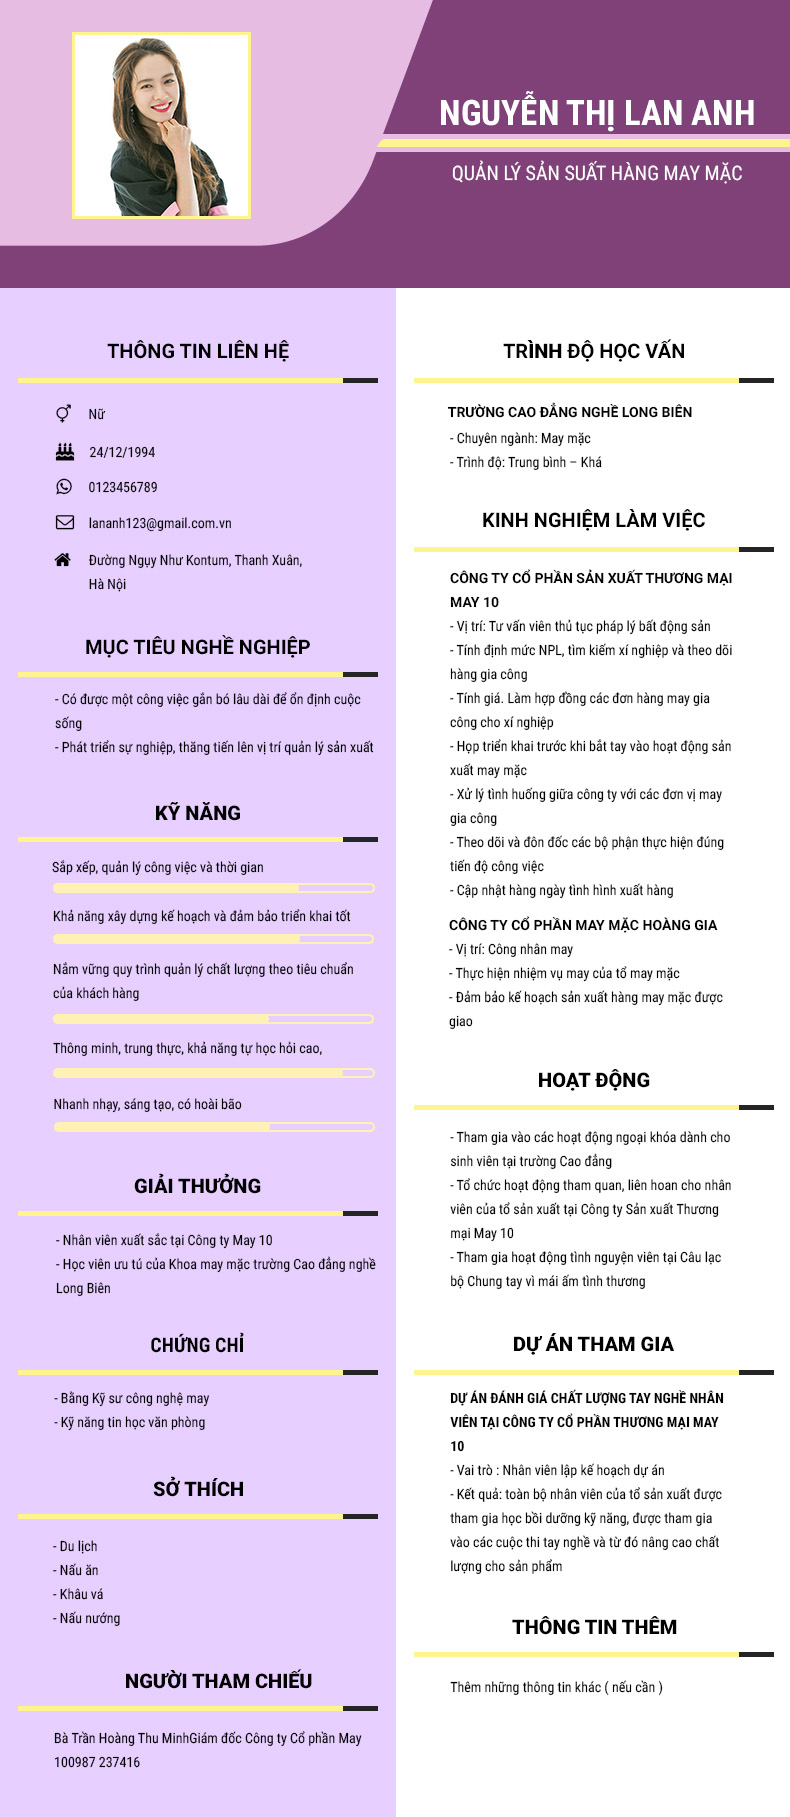 NGUYỄN THỊ LAN ANH
QUẢN LÝ SẢN SUẤT HÀNG MAY MẶC
THÔNG TIN LIÊN HỆ
Nữ
24/12/1994
0123456789
lananh123@gmail.com.vn
Đường Ngụy Như Kontum, Thanh Xuân,
Hà Nội
MỤC TIÊU NGHỀ NGHIỆP
- Có được một công việc gắn bó lâu dài để ổn định cuộc
sống
- Phát triển sự nghiệp, thăng tiến lên vị trí quản lý sản xuất
KỸ NĂNG
Sắp xếp, quản lý công việc và thời gian
Khả năng xây dựng kế hoạch và đảm bảo triển khai tốt
Nắm vững quy trình quản lý chất lượng theo tiêu chuẩn
của khách hàng
Thông minh, trung thực, khả năng tự học hỏi cao,
Nhanh nhạy, sáng tạo, có hoài bão
GIẢI THƯỞNG
- Nhân viên xuất sắc tại Công ty May 10
- Học viên ưu tú của Khoa may mặc trường Cao đẳng nghề
Long Biên
CHỨNG CHỈ
- Bằng Kỹ sư công nghệ may
- Kỹ năng tin học văn phòng
SỞ THÍCH
- Du lịch
- Nấu ăn
- Khâu vá
- Nấu nướng
NGƯỜI THAM CHIẾU
Bà Trần Hoàng Thu MinhGiám đốc Công ty Cổ phần May
100987 237416
TRÌNH ĐỘ HỌC VẤN
TRƯỜNG CAO ĐẲNG NGHỀ LONG BIÊN
- Chuyên ngành: May mặc
- Trình độ: Trung bình – Khá
KINH NGHIỆM LÀM VIỆC
CÔNG TY CỔ PHẦN SẢN XUẤT THƯƠNG MẠI
MAY 10
- Vị trí: Tư vấn viên thủ tục pháp lý bất động sản
- Tính định mức NPL, tìm kiếm xí nghiệp và theo dõi
hàng gia công
- Tính giá. Làm hợp đồng các đơn hàng may gia
công cho xí nghiệp
- Họp triển khai trước khi bắt tay vào hoạt động sản
xuất may mặc
- Xử lý tình huống giữa công ty với các đơn vị may
gia công
- Theo dõi và đôn đốc các bộ phận thực hiện đúng
tiến độ công việc
- Cập nhật hàng ngày tình hình xuất hàng
CÔNG TY CỔ PHẦN MAY MẶC HOÀNG GIA
- Vị trí: Công nhân may
- Thực hiện nhiệm vụ may của tổ may mặc
- Đảm bảo kế hoạch sản xuất hàng may mặc được
giao
HOẠT ĐỘNG
- Tham gia vào các hoạt động ngoại khóa dành cho
sinh viên tại trường Cao đẳng
- Tổ chức hoạt động tham quan, liên hoan cho nhân
viên của tổ sản xuất tại Công ty Sản xuất Thương
mại May 10
- Tham gia hoạt động tình nguyện viên tại Câu lạc
bộ Chung tay vì mái ấm tình thương
DỰ ÁN THAM GIA
DỰ ÁN ĐÁNH GIÁ CHẤT LƯỢNG TAY NGHỀ NHÂN
VIÊN TẠI CÔNG TY CỔ PHẦN THƯƠNG MẠI MAY
10
- Vai trò : Nhân viên lập kế hoạch dự án
- Kết quả: toàn bộ nhân viên của tổ sản xuất được
tham gia học bồi dưỡng kỹ năng, được tham gia
vào các cuộc thi tay nghề và từ đó nâng cao chất
lượng cho sản phẩm
THÔNG TIN THÊM
Thêm những thông tin khác ( nếu cần )